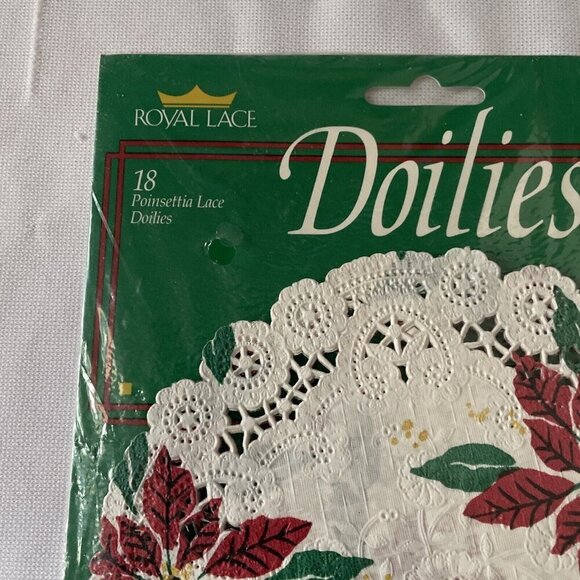 ROYAL LACE
18
Poinsettia Lace
Doilies
Doilies